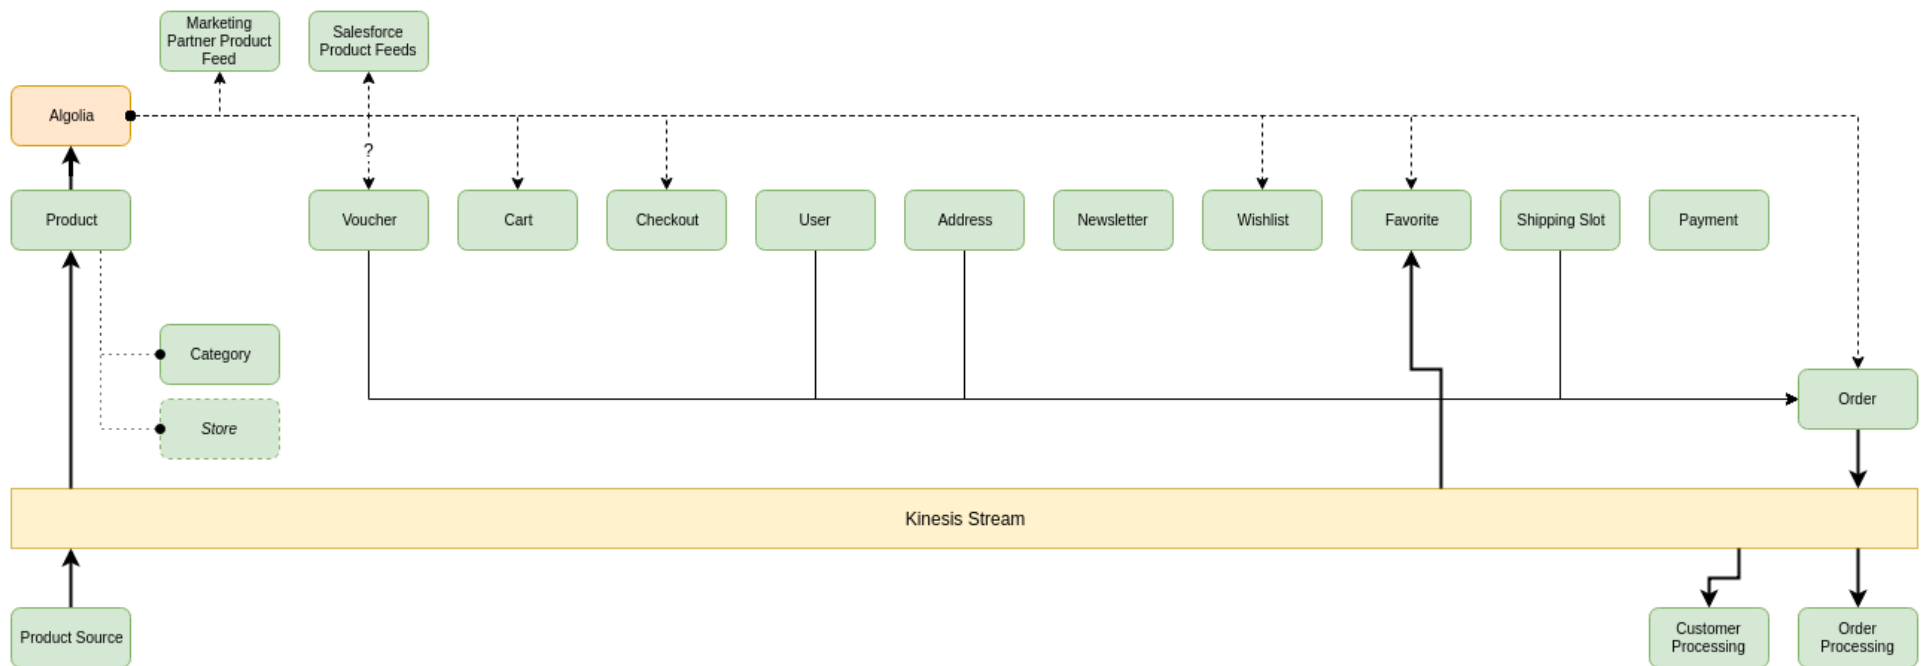 Marketing
Partner Product
Feed
Salesforce
Product Feeds
Algolia
?
Product
Voucher
Cart
Checkout
User
Address
Newsletter
Wishlist
Favorite
Shipping Slot
Payment
Category
Store
Order
Kinesis Stream
Product Source
Customer
Processing
Order
Processing